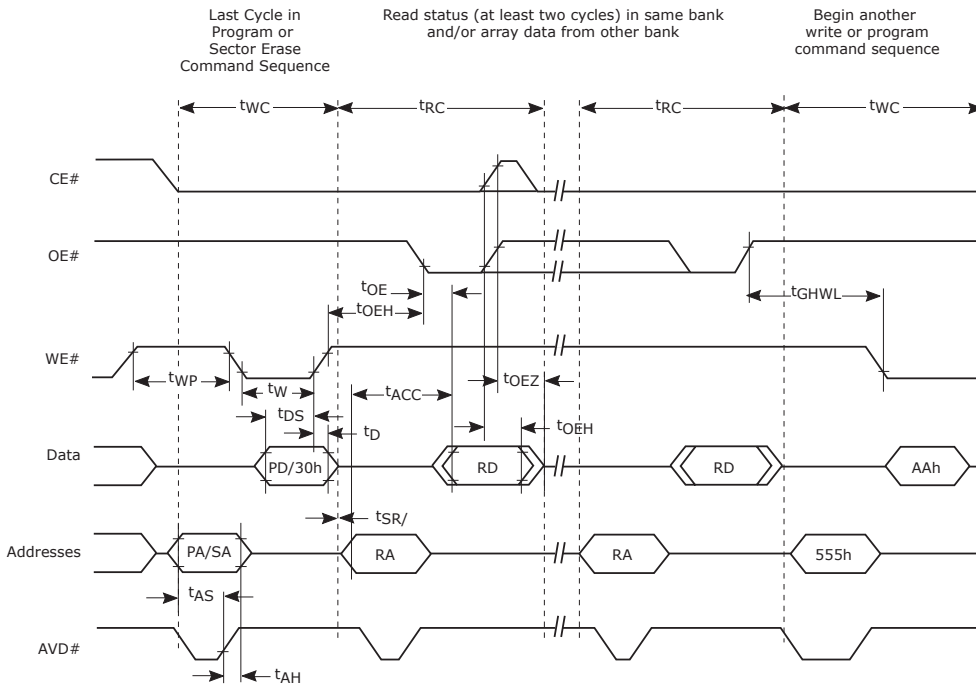 Last Cycle in
Program or
Sector Erase
Command Sequence
Read status (at least two cycles) in same bank
and/or array data from other bank
Begin another
write or program
command sequence
tWC
tRC
tRC
tWC
CE#
OE#
tOE
tOEH
tGHWL
WE#
tWP
tW
tOEZ
tACC
tDS
tD
tOEH
Data
PD/30h
RD
RD
AAh
tSR/
Addresses
PA/SA
RA
RA
555h
tAS
AVD#
tAH